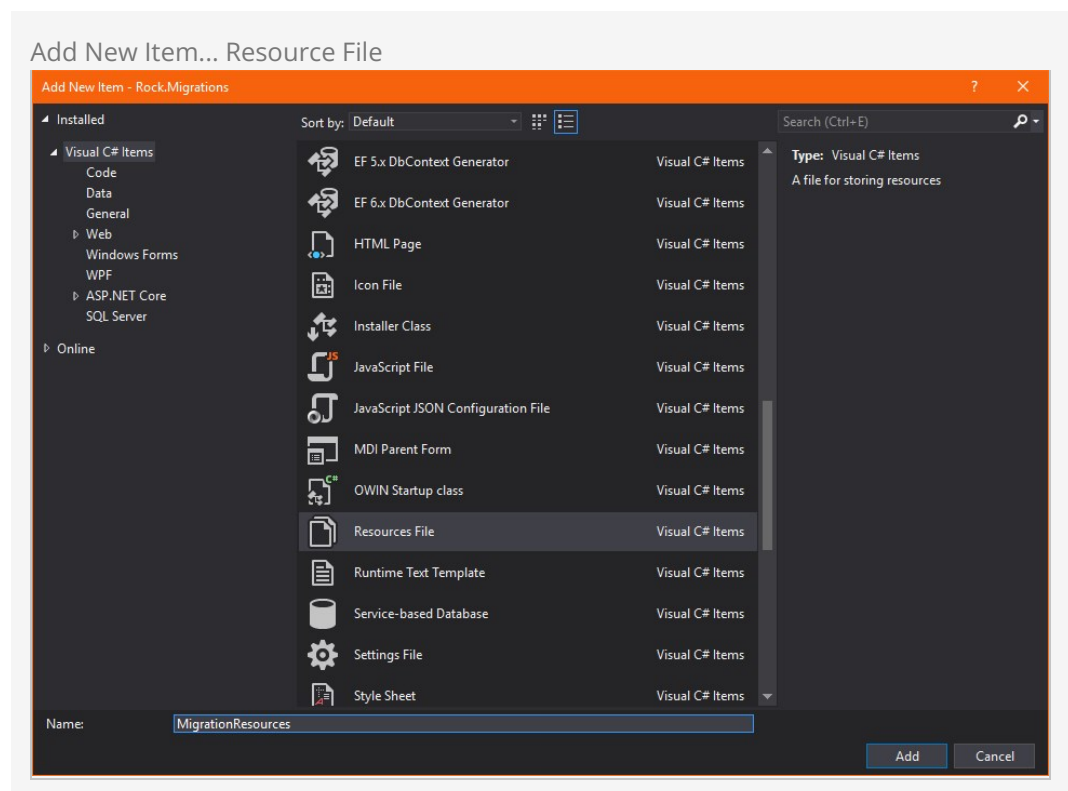 Add New Item... Resource File
Add New Item - Rock.Migrations
?
Installed
Sort by: Default
Search (Ctrl+E)
Visual C# Items
Code
Data
General
Web
Windows Forms
WPF
ASP.NET Core
SQL Server
Online
EF 5.x DbContext Generator Visual C# Items
EF 6.x DbContext Generator Visual C# Items
HTML Page Visual C# Items
Icon File Visual C# Items
Installer Class Visual C# Items
JS
JavaScript File Visual C# Items
JavaScript JSON Configuration File Visual C# Items
MDI Parent Form Visual C# Items
C#
OWIN Startup class Visual C# Items
Resources File Visual C# Items
Runtime Text Template Visual C# Items
Service-based Database Visual C# Items
Settings File Visual C# Items
Style Sheet Visual C# Items
Type: Visual C# Items
A file for storing resources
Name: MigrationResources
Add Cancel